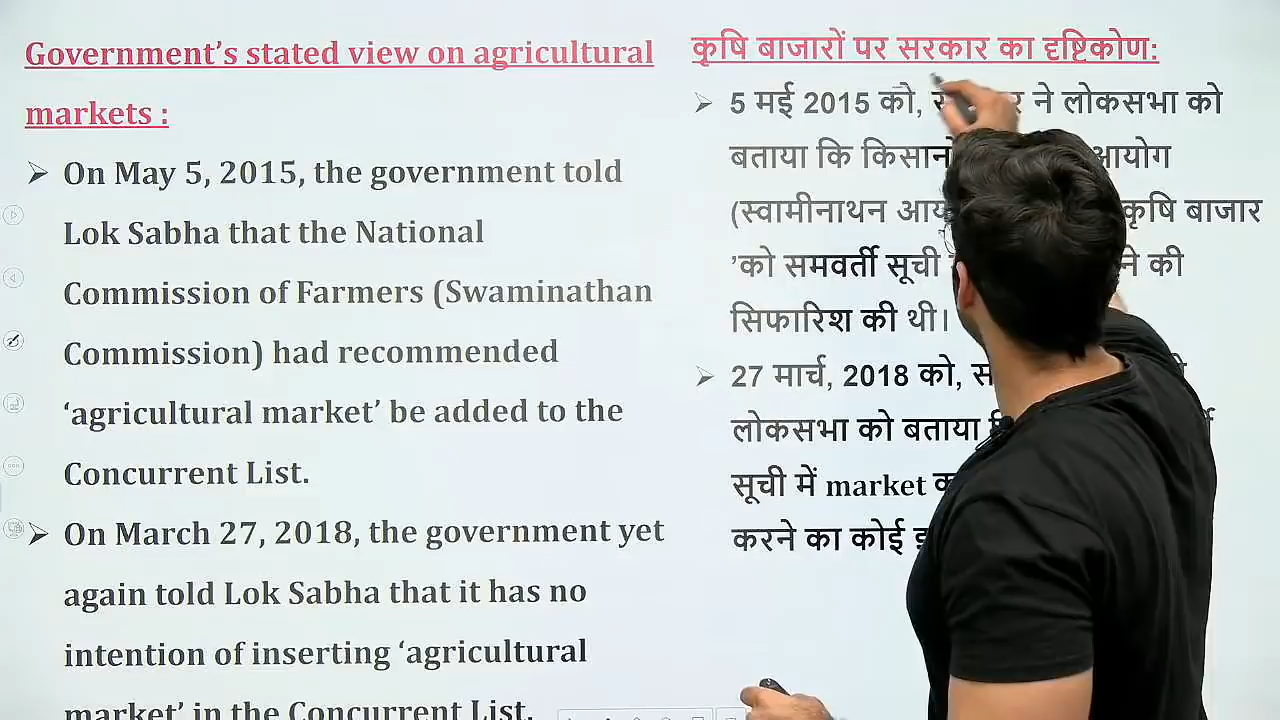 Government's stated view on agricultural
markets :
➢ On May 5, 2015, the government told
Lok Sabha that the National
Commission of Farmers (Swaminathan
Commission) had recommended
‘agricultural market’ be added to the
Concurrent List.
➢ On March 27, 2018, the government yet
again told Lok Sabha that it has no
intention of inserting ‘agricultural
market’ in the Concurrent List.
कृषि बाजारों पर सरकार का दृष्टिकोण:
➢ 5 मई 2015 को, ने लोकसभा को
बताया कि आयोग
(स्वामीनाथन कृषि बाजार
’को समवर्ती सूची की
सिफारिश की थी।
➢ 27 मार्च, 2018 को,
लोकसभा को बताया
सूची में market
करने का कोई